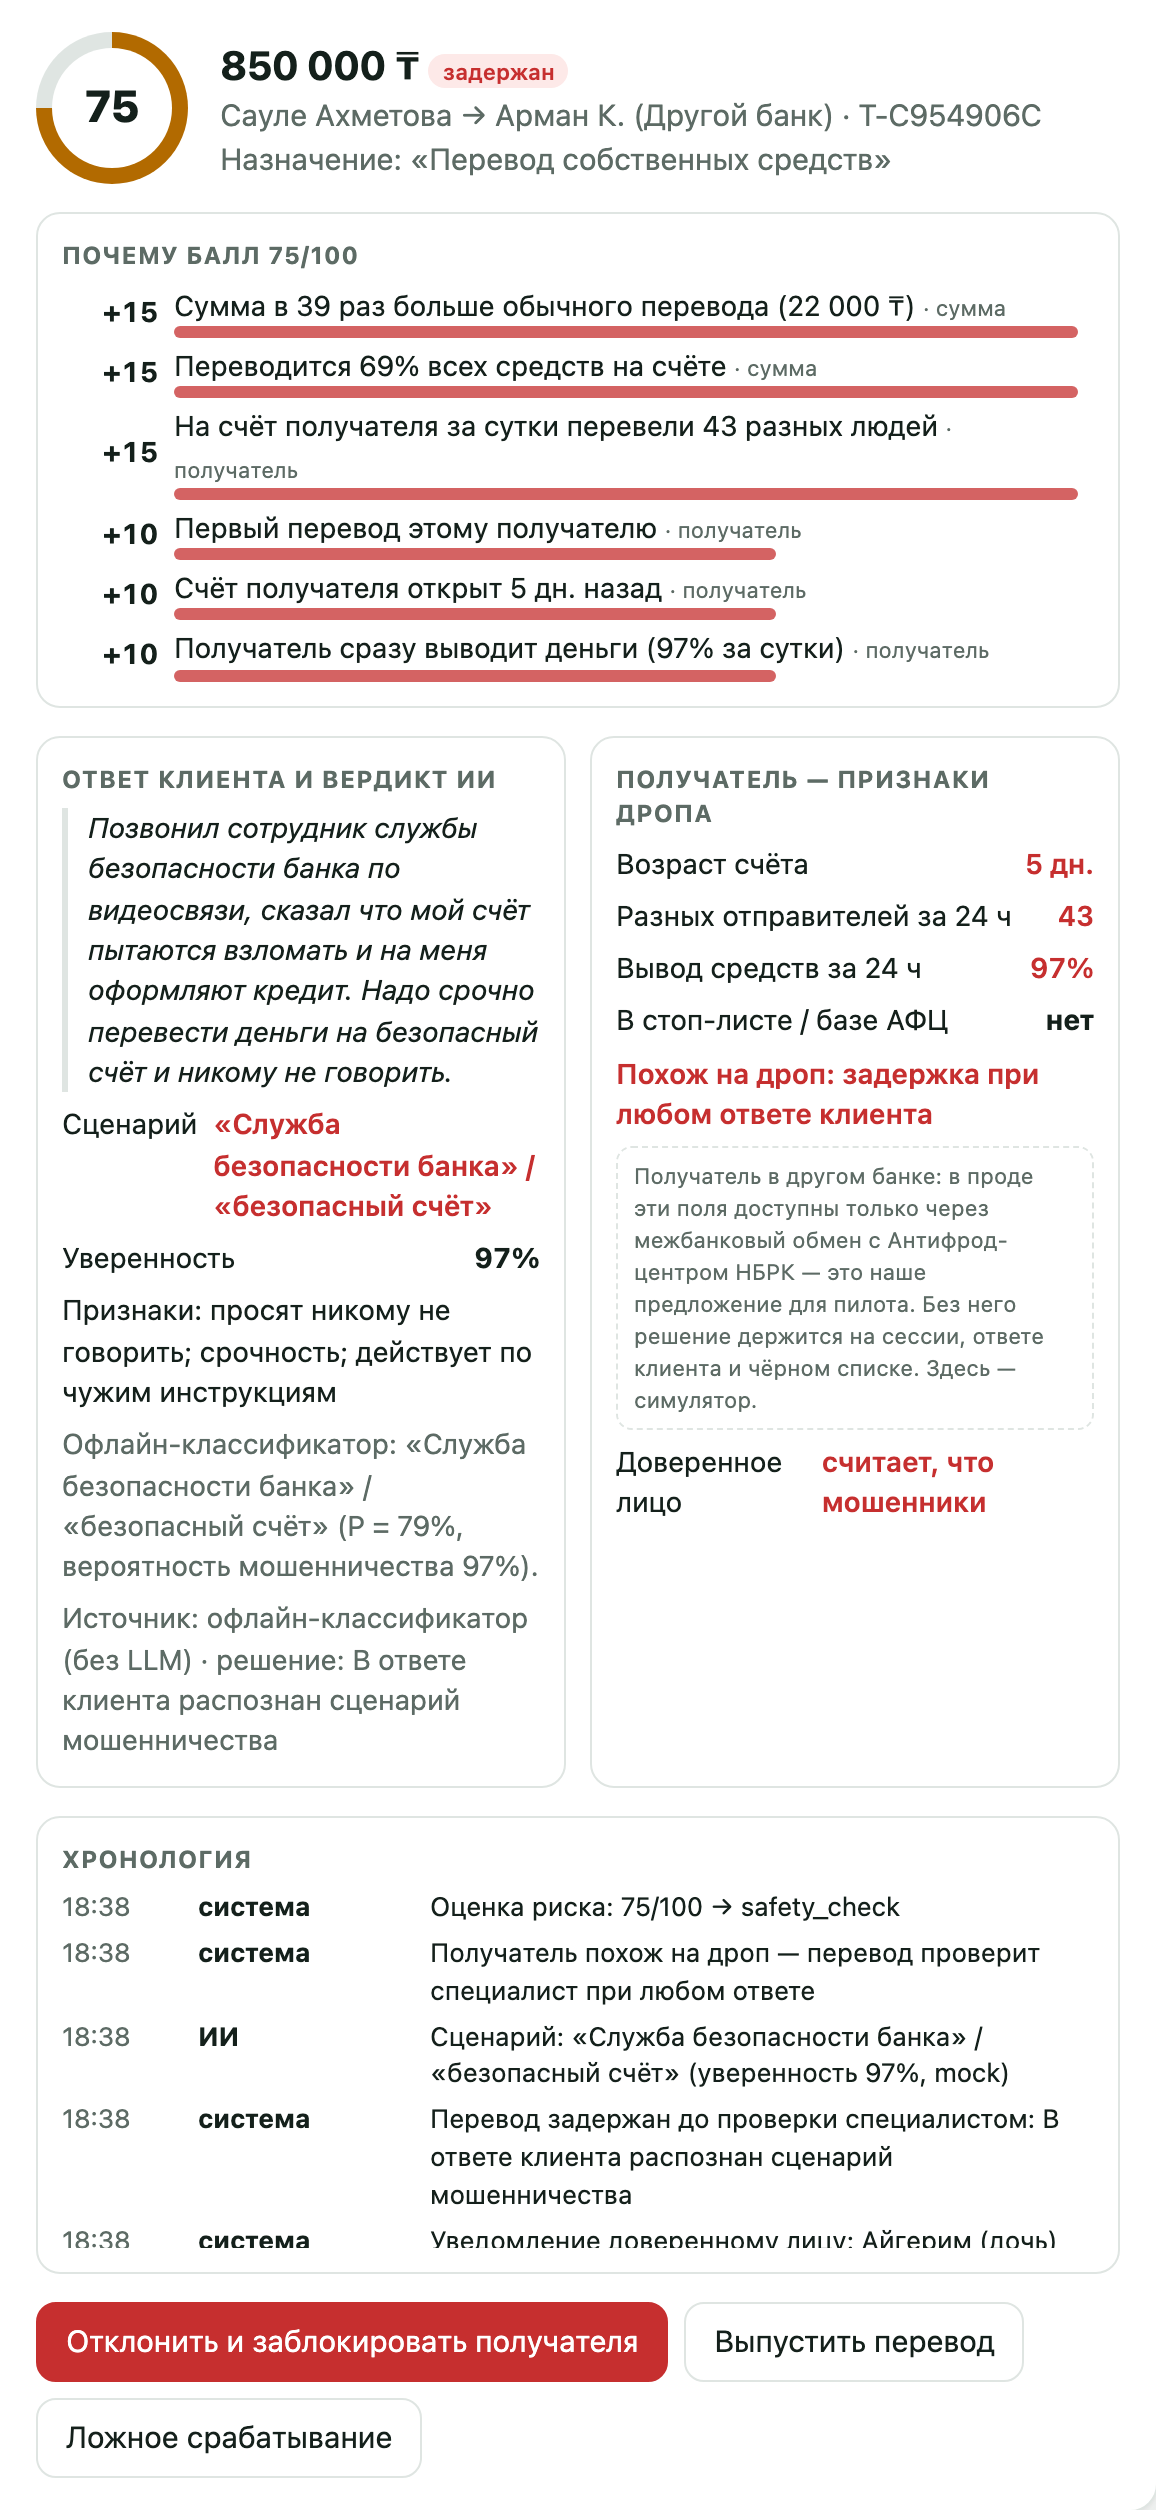 75
850 000 ₸ задержан
Сауле Ахметова → Арман К. (Другой банк) · T-C954906C
Назначение: «Перевод собственных средств»
ПОЧЕМУ БАЛЛ 75/100
+15 Сумма в 39 раз больше обычного перевода (22 000 ₸) · сумма
+15 Переводится 69% всех средств на счёте · сумма
+15 На счёт получателя за сутки перевели 43 разных людей ·
получатель
+10 Первый перевод этому получателю · получатель
+10 Счёт получателя открыт 5 дн. назад · получатель
+10 Получатель сразу выводит деньги (97% за сутки) · получатель
ОТВЕТ КЛИЕНТА И ВЕРДИКТ ИИ
Позвонил сотрудник службы
безопасности банка по
видеосвязи, сказал что мой счёт
пытаются взломать и на меня
оформляют кредит. Надо срочно
перевести деньги на безопасный
счёт и никому не говорить.
Сценарий «Служба
безопасности банка» /
«безопасный счёт»
Уверенность 97%
Признаки: просят никому не
говорить; срочность; действует по
чужим инструкциям
Офлайн-классификатор: «Служба
безопасности банка» /
«безопасный счёт» (P = 79%,
вероятность мошенничества 97%).
Источник: офлайн-классификатор
(без LLM) · решение: В ответе
клиента распознан сценарий
мошенничества
ПОЛУЧАТЕЛЬ — ПРИЗНАКИ
ДРОПА
Возраст счёта 5 дн.
Разных отправителей за 24 ч 43
Вывод средств за 24 ч 97%
В стоп-листе / базе АФЦ нет
Похож на дроп: задержка при
любом ответе клиента
Получатель в другом банке: в проде
эти поля доступны только через
межбанковый обмен с Антифрод-
центром НБРК — это наше
предложение для пилота. Без него
решение держится на сессии, ответе
клиента и чёрном списке. Здесь —
симулятор.
Доверенное считает, что
лицо мошенники
ХРОНОЛОГИЯ
18:38 система Оценка риска: 75/100 → safety_check
18:38 система Получатель похож на дроп — перевод проверит
специалист при любом ответе
18:38 ИИ Сценарий: «Служба безопасности банка» /
«безопасный счёт» (уверенность 97%, mock)
18:38 система Перевод задержан до проверки специалистом: В
ответе клиента распознан сценарий
мошенничества
18:38 система Уведомление доверенному лицу: Айгерим (дочь)
Отклонить и заблокировать получателя
Выпустить перевод
Ложное срабатывание